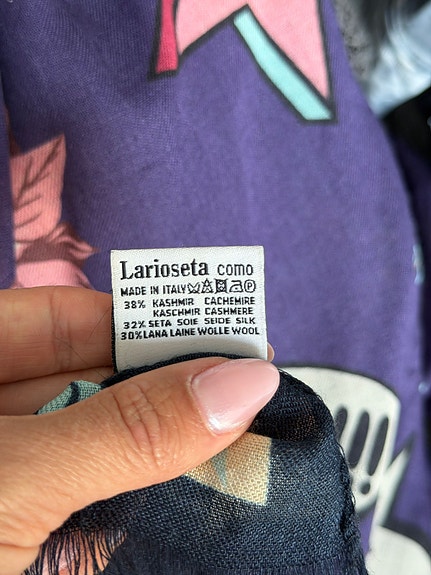 Larioseta como
MADE IN ITALY
38% KASHMIR CACHEMIRE
KASCHMIR CASHMERE
32% SETA SOIE SEIDE SILK
30% LANA LAINE WOLLE WOOL